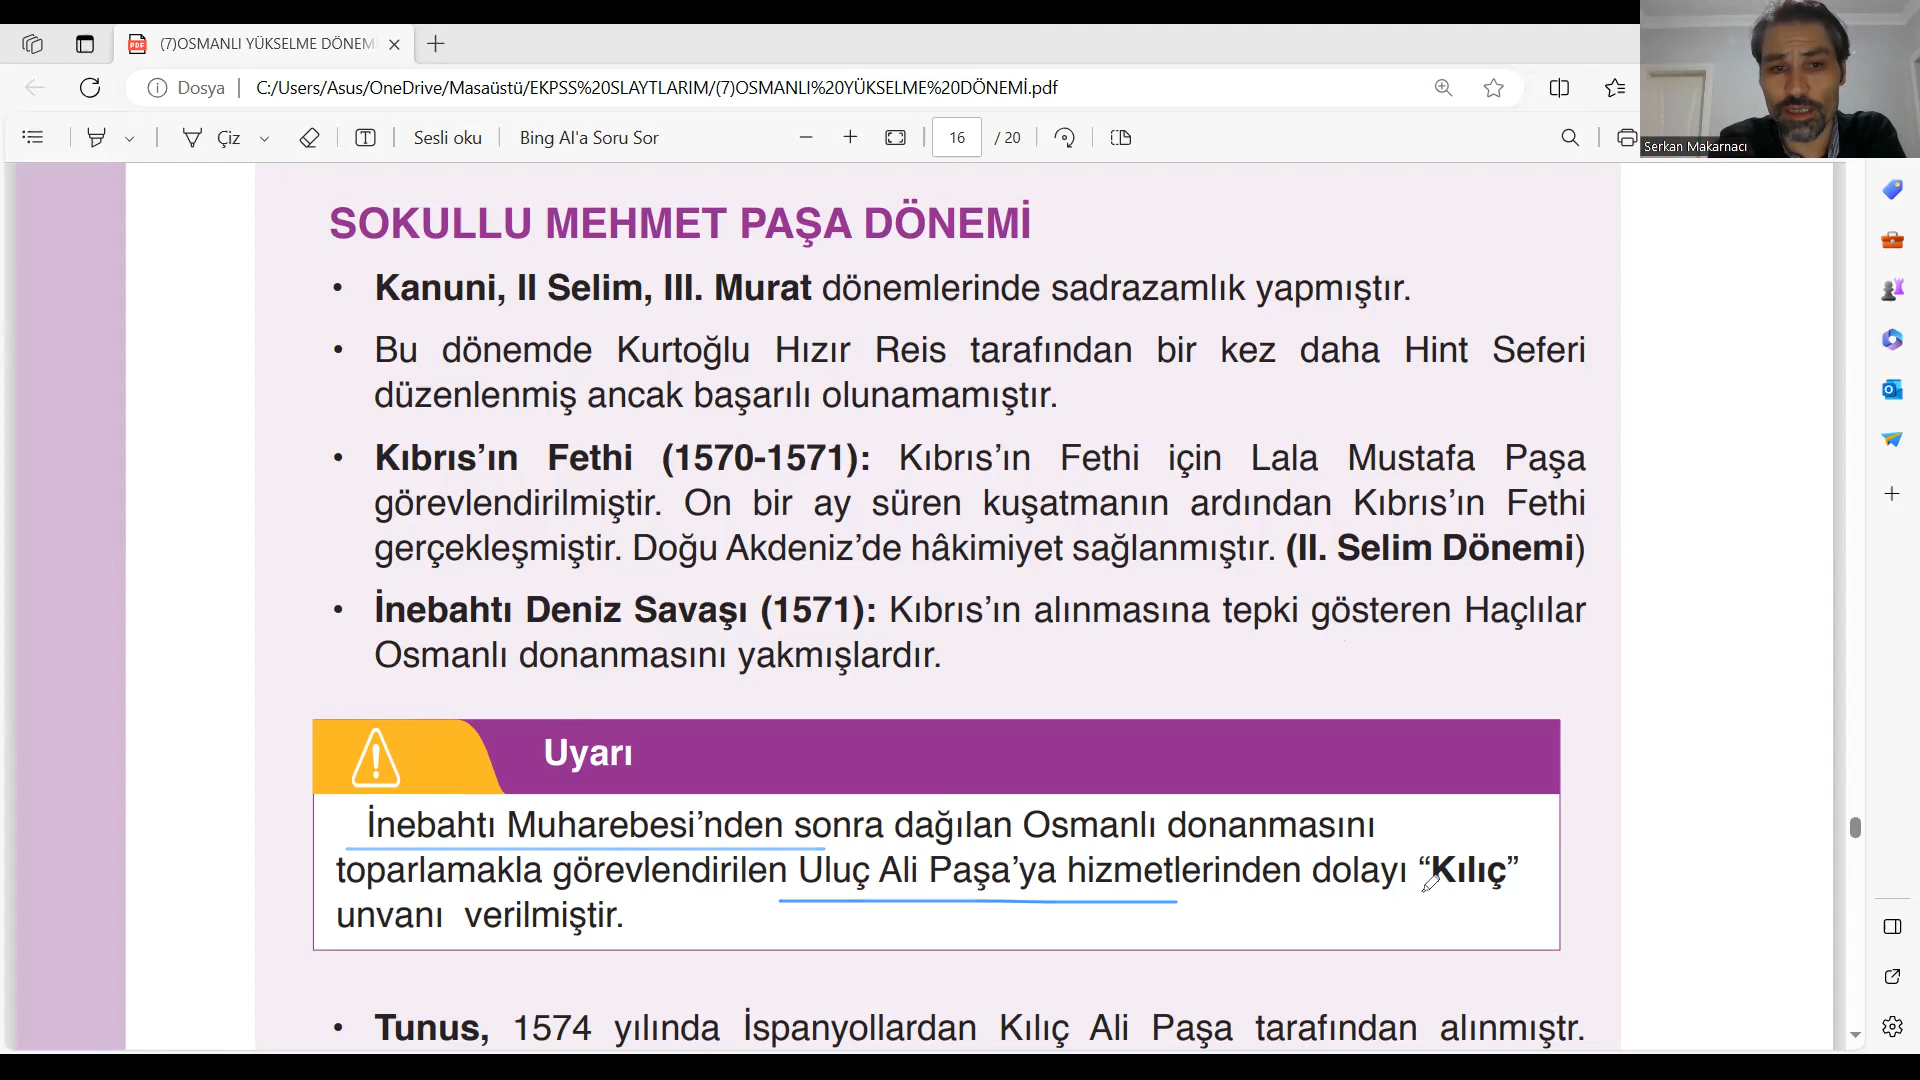 (7)OSMANLI YÜKSELME DÖNEM
Dosya
C:/Users/Asus/OneDrive/Masaüstü/EKPSS%20SLAYTLARIM/(7)OSMANLI%20YÜKSELME%20DÖNEMİ.pdf
Çiz
Sesli oku
Bing AI'a Soru Sor
16
/ 20
Serkan Makarnacı
SOKULLU MEHMET PAŞA DÖNEMİ
• Kanuni, II Selim, III. Murat dönemlerinde sadrazamlık yapmıştır.
• Bu dönemde Kurtoğlu Hızır Reis tarafından bir kez daha Hint Seferi
düzenlenmiş ancak başarılı olunamamıştır.
• Kıbrıs’ın Fethi (1570-1571): Kıbrıs’ın Fethi için Lala Mustafa Paşa
görevlendirilmiştir. On bir ay süren kuşatmanın ardından Kıbrıs’ın Fethi
gerçekleşmiştir. Doğu Akdeniz’de hâkimiyet sağlanmıştır. (II. Selim Dönemi)
• İnebahtı Deniz Savaşı (1571): Kıbrıs’ın alınmasına tepki gösteren Haçlılar
Osmanlı donanmasını yakmışlardır.
Uyarı
İnebahtı Muharebesi’nden sonra dağılan Osmanlı donanmasını
toparlamakla görevlendirilen Uluç Ali Paşa’ya hizmetlerinden dolayı “Kılıç”
unvanı verilmiştir.
• Tunus, 1574 yılında İspanyollardan Kılıç Ali Paşa tarafından alınmıştr.